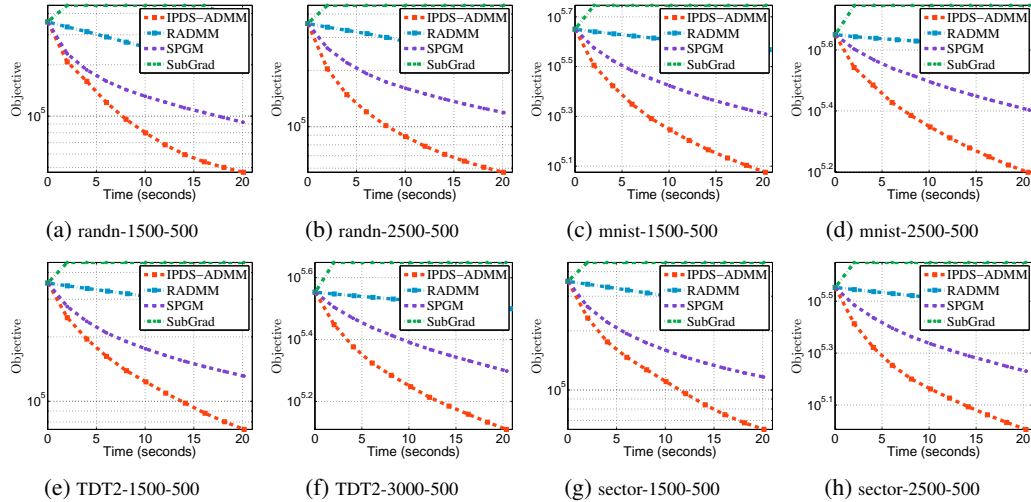 IPDS−ADMM
RADMM
SPGM
SubGrad
Objective
10^5
0 5 10 15 20
Time (seconds)
(a) randn-1500-500
IPDS−ADMM
RADMM
SPGM
SubGrad
Objective
10^5
0 5 10 15 20
Time (seconds)
(b) randn-2500-500
IPDS−ADMM
RADMM
SPGM
SubGrad
Objective
10^5.7
10^5.5
10^5.3
10^5.1
0 5 10 15 20
Time (seconds)
(c) mnist-1500-500
IPDS−ADMM
RADMM
SPGM
SubGrad
Objective
10^5.6
10^5.4
10^5.2
0 5 10 15 20
Time (seconds)
(d) mnist-2500-500
IPDS−ADMM
RADMM
SPGM
SubGrad
Objective
10^5
0 5 10 15 20
Time (seconds)
(e) TDT2-1500-500
IPDS−ADMM
RADMM
SPGM
SubGrad
Objective
10^5.6
10^5.4
10^5.2
5 10 15 20
Time (seconds)
(f) TDT2-3000-500
IPDS−ADMM
RADMM
SPGM
SubGrad
Objective
10^5
0 5 10 15 20
Time (seconds)
(g) sector-1500-500
IPDS−ADMM
RADMM
SPGM
SubGrad
Objective
10^5.5
10^5.3
10^5.1
0 5 10 15 20
Time (seconds)
(h) sector-2500-500